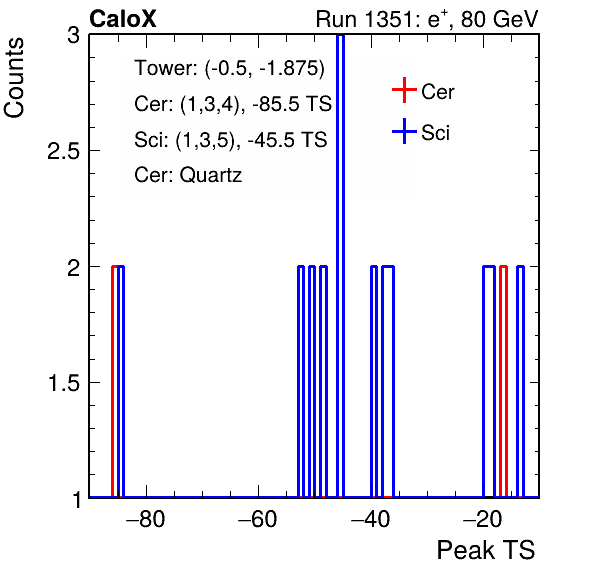 CaloX Run 1351: e⁺, 80 GeV
Counts
Tower: (-0.5, -1.875)
Cer: (1,3,4), -85.5 TS
Sci: (1,3,5), -45.5 TS
Cer: Quartz
Cer
Sci
3
2.5
2
1.5
1
−80 −60 −40 −20
Peak TS